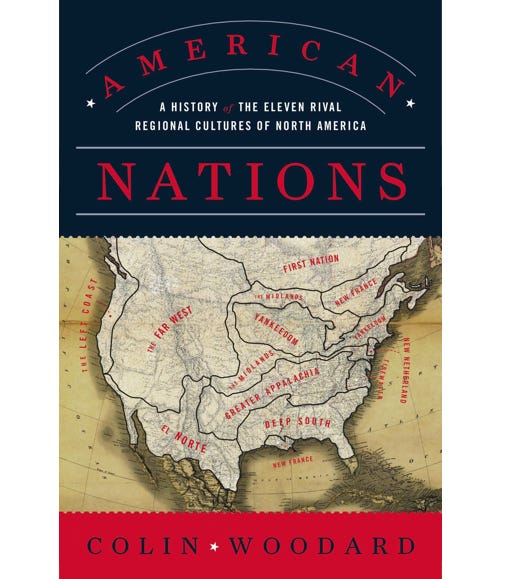 AMERICAN
A HISTORY of THE ELEVEN RIVAL
REGIONAL CULTURES OF NORTH AMERICA
NATIONS
FIRST NATION
THE LEFT COAST
THE FAR WEST
THE MIDLANDS
NEW FRANCE
YANKEEDOM
YANKEEDOM
THE MIDLANDS
GREATER APPALACHIA
TIDEWATER
NEW NETHERLAND
DEEP SOUTH
EL NORTE
NEW FRANCE
COLIN WOODARD